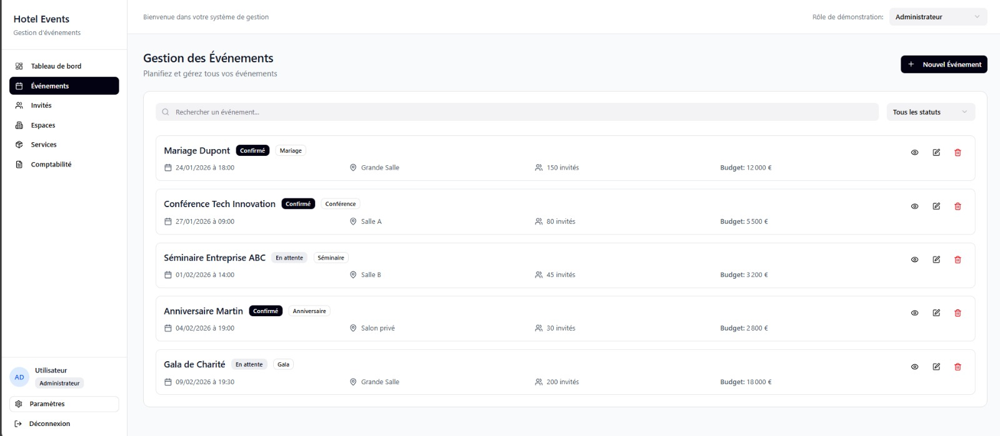 Hotel Events
Gestion d'événements
Tableau de bord
Événements
Invités
Espaces
Services
Comptabilité
AD
Utilisateur
Administrateur
Paramètres
Déconnexion
Bienvenue dans votre système de gestion
Rôle de démonstration: Administrateur
Gestion des Événements
Planifiez et gérez tous vos événements
+ Nouvel Événement
Rechercher un événement...
Tous les statuts
Mariage Dupont Confirmé Mariage
24/01/2026 à 18:00 Grande Salle 150 invités Budget: 12 000 €
Conférence Tech Innovation Confirmé Conférence
27/01/2026 à 09:00 Salle A 80 invités Budget: 5 500 €
Séminaire Entreprise ABC En attente Séminaire
01/02/2026 à 14:00 Salle B 45 invités Budget: 3 200 €
Anniversaire Martin Confirmé Anniversaire
04/02/2026 à 19:00 Salon privé 30 invités Budget: 2 800 €
Gala de Charité En attente Gala
09/02/2026 à 19:30 Grande Salle 200 invités Budget: 18 000 €